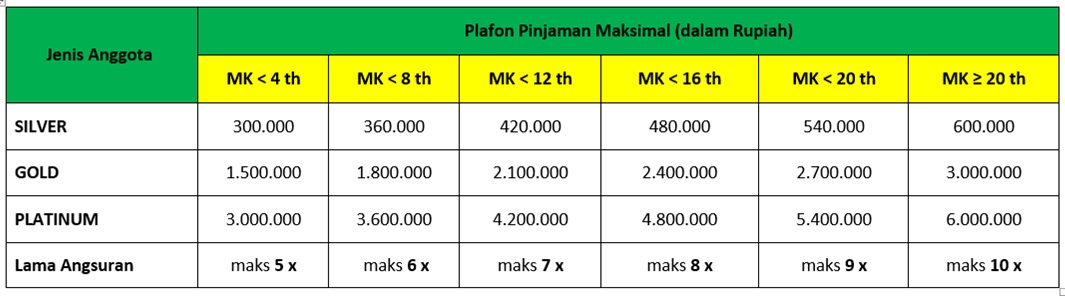 Jenis Anggota
Plafon Pinjaman Maksimal (dalam Rupiah)
MK < 4 th MK < 8 th MK < 12 th MK < 16 th MK < 20 th MK ≥ 20 th
SILVER 300.000 360.000 420.000 480.000 540.000 600.000
GOLD 1.500.000 1.800.000 2.100.000 2.400.000 2.700.000 3.000.000
PLATINUM 3.000.000 3.600.000 4.200.000 4.800.000 5.400.000 6.000.000
Lama Angsuran maks 5 x maks 6 x maks 7 x maks 8 x maks 9 x maks 10 x